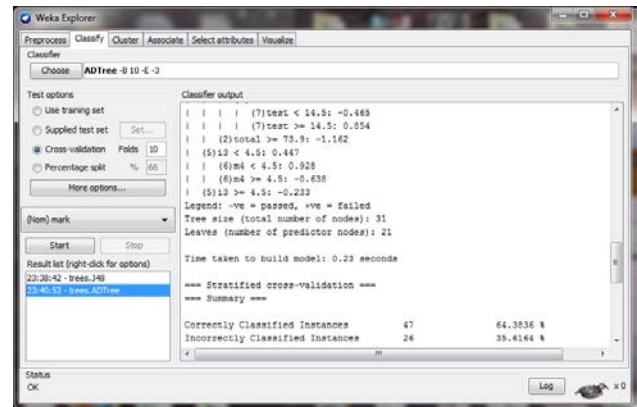 Weka Explorer
Preprocess Classify Cluster Associate Select attributes Visualize
Classifier
Choose ADTree -B 10 -E -3
Test options
Use training set
Supplied test set Set...
Cross-validation Folds 10
Percentage split % 66
More options...
(Nom) mark
Start Stop
Result list (right-click for options)
23:38:42 - trees.J48
23:40:52 - trees.ADTree
Classifier output
| | | | (7)test < 14.5: -0.465
| | | | (7)test >= 14.5: 0.854
| | (2)total >= 73.9: -1.162
| (5)i3 < 4.5: 0.447
| | (6)m4 < 4.5: 0.928
| | (6)m4 >= 4.5: -0.638
| (5)i3 >= 4.5: -0.233
Legend: -ve = passed, +ve = failed
Tree size (total number of nodes): 31
Leaves (number of predictor nodes): 21
Time taken to build model: 0.23 seconds
=== Stratified cross-validation ===
=== Summary ===
Correctly Classified Instances 47 64.3836 %
Incorrectly Classified Instances 26 35.6164 %
Status
OK
Log
x 0